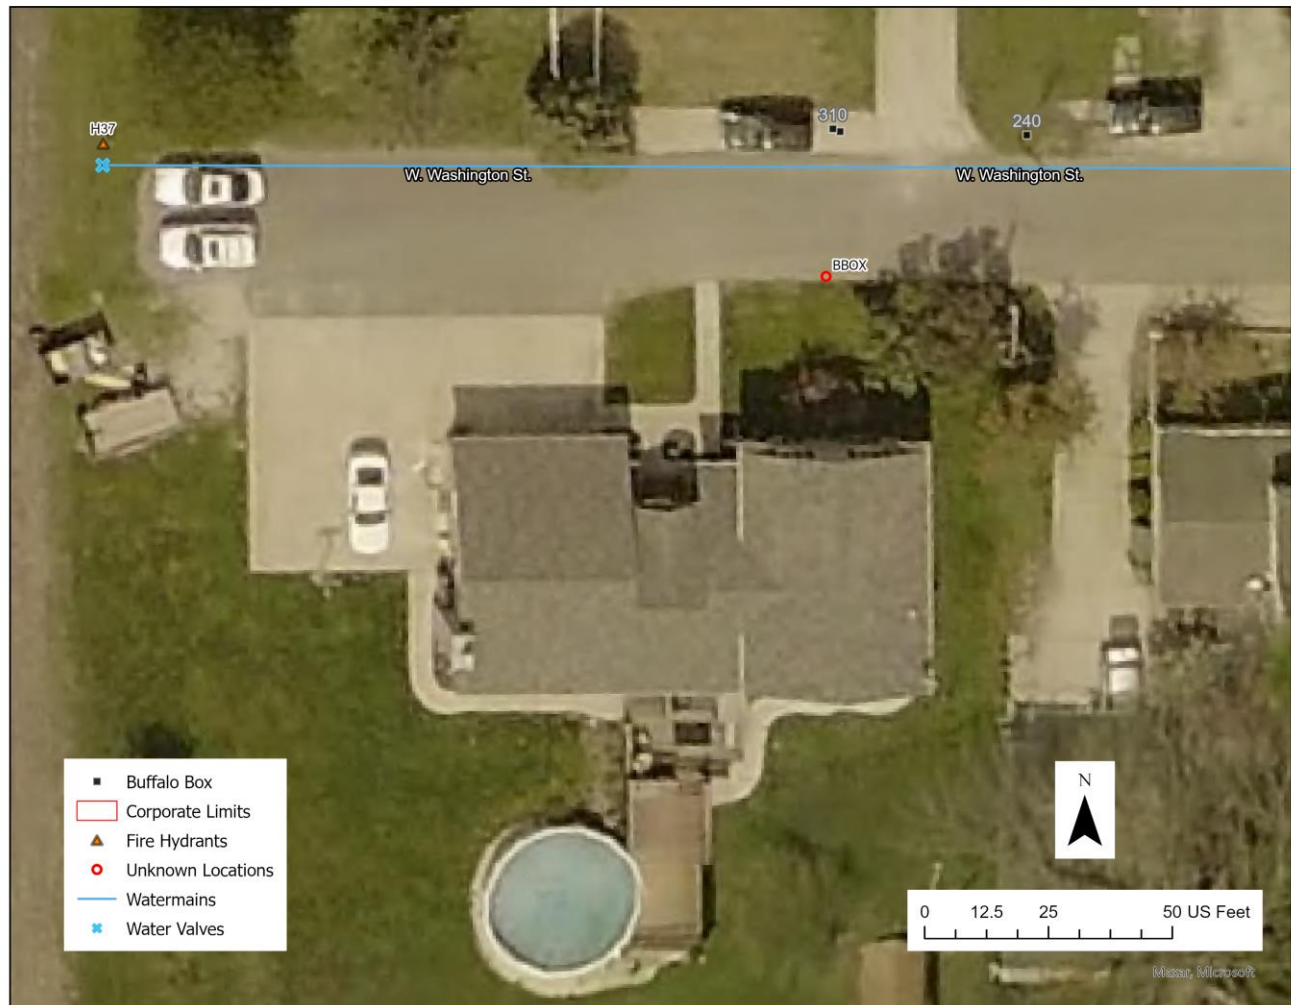 H37
310
240
W. Washington St.
W. Washington St.
BBOX
Buffalo Box
Corporate Limits
Fire Hydrants
Unknown Locations
Watermains
Water Valves
N
0 12.5 25 50 US Feet
Maxar, Microsoft